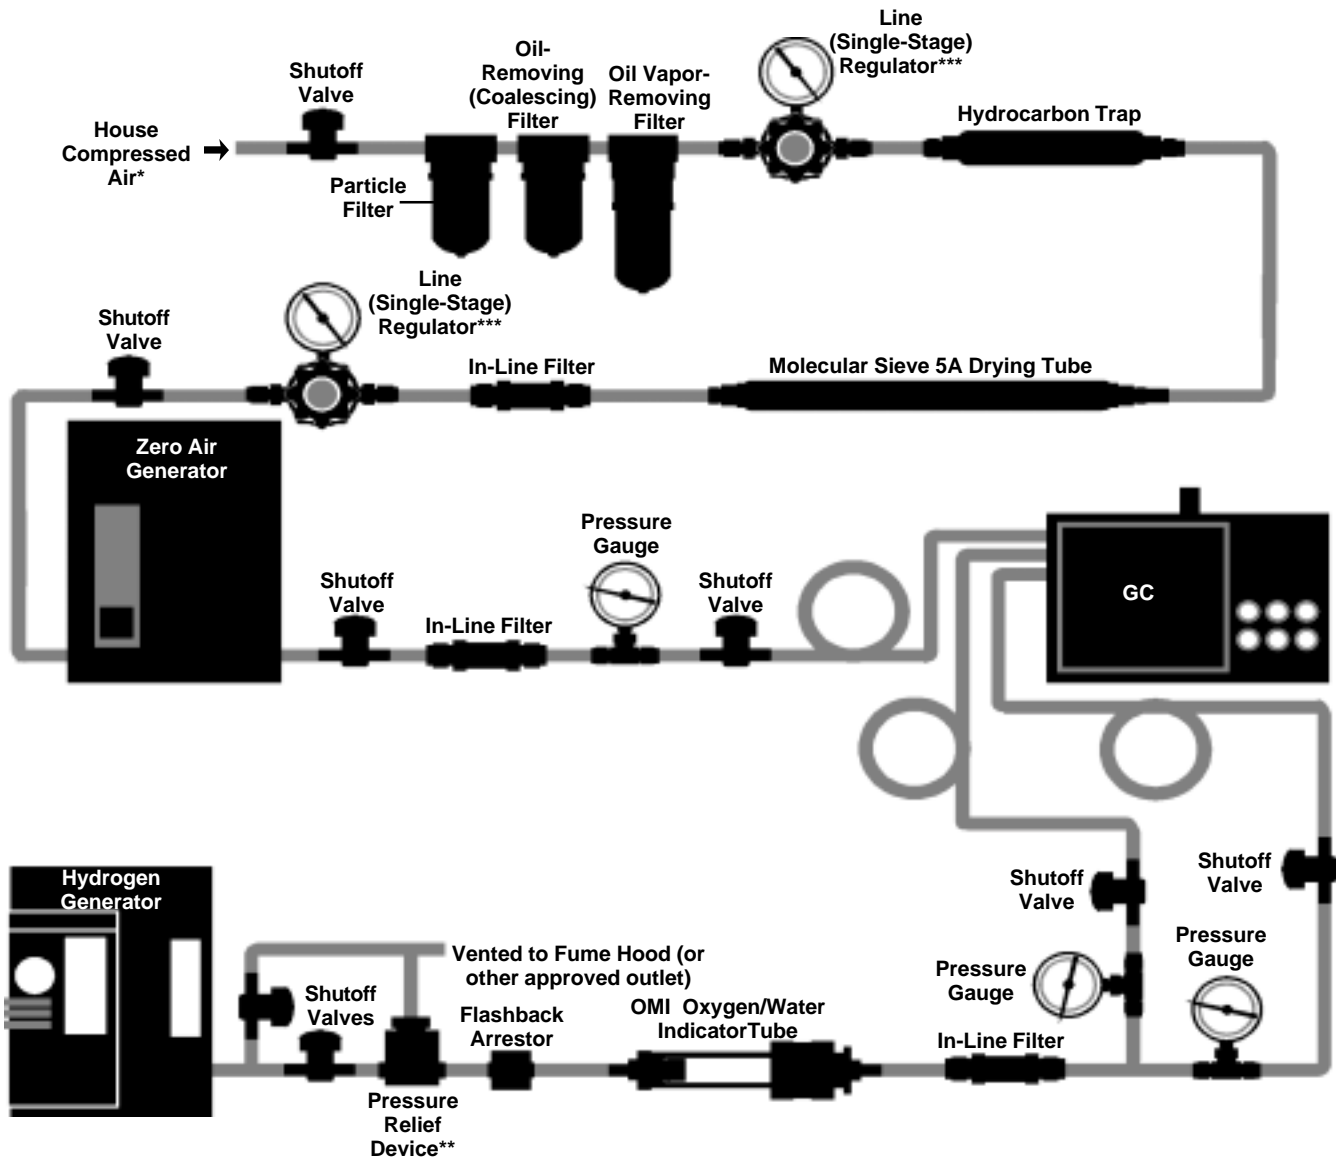 Line
(Single-Stage)
Regulator***
Oil-
Removing
(Coalescing)
Filter
Shutoff
Valve
Oil Vapor-
Removing
Filter
Hydrocarbon Trap
House
Compressed
Air*
Particle
Filter
Line
(Single-Stage)
Regulator***
Shutoff
Valve
In-Line Filter
Molecular Sieve 5A Drying Tube
Zero Air
Generator
Pressure
Gauge
Shutoff
Valve
Shutoff
Valve
GC
In-Line Filter
Shutoff
Valve
Shutoff
Valve
Hydrogen
Generator
Pressure
Gauge
Vented to Fume Hood (or
other approved outlet)
Pressure
Gauge
Shutoff
Valves
Flashback
Arrestor
OMI Oxygen/Water
IndicatorTube
In-Line Filter
Pressure
Relief
Device**